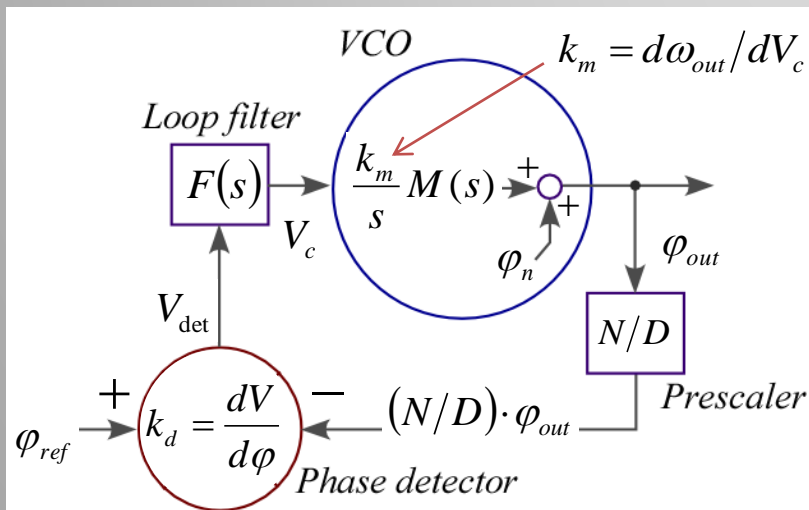 VCO
k_m = dω_out/dV_c
Loop filter
F(s)
k_m/s M(s)
+
+
V_c
φ_n
φ_out
V_det
N/D
Prescaler
+
−
φ_ref
k_d = dV/dφ
(N/D)·φ_out
Phase detector